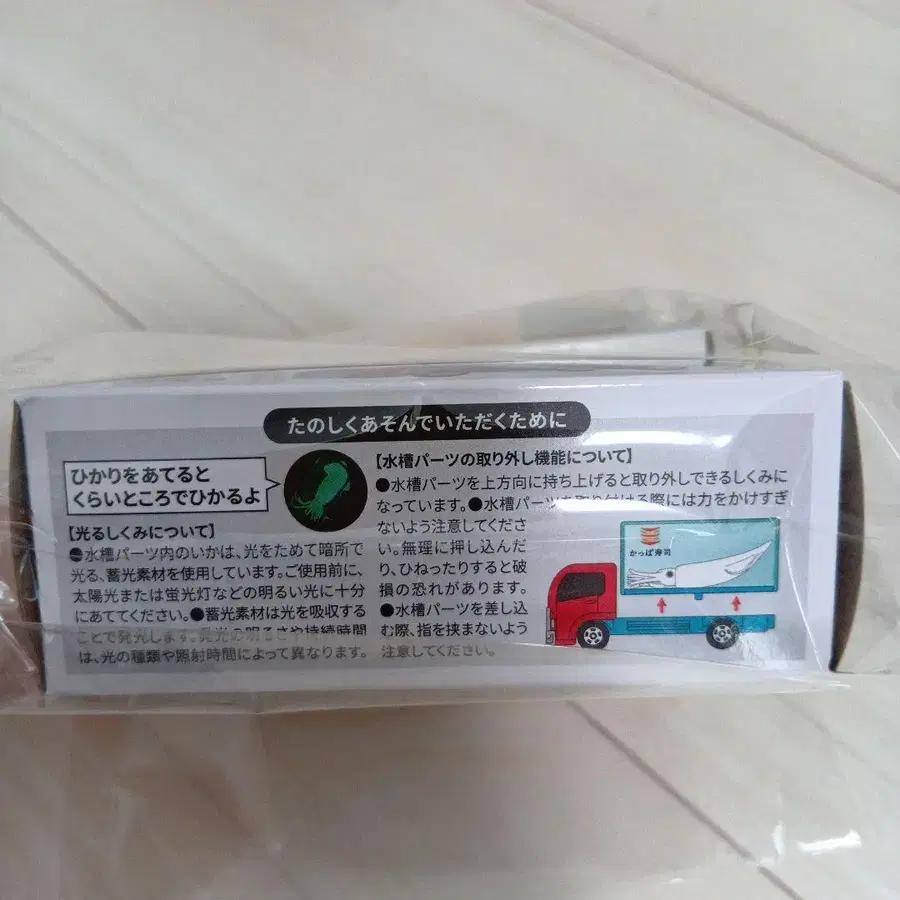 たのしくあそんでいただくために
ひかりをあてると
くらいところでひかるよ
【光るしくみについて】
●水槽パーツ内のいかは、光をためて暗所で
光る、蓄光素材を使用しています。ご使用前に、
太陽光または蛍光灯などの明るい光に十分
にあててください。●蓄光素材は光を吸収する
ことで発光します。発光の明るさや持続時間
は、光の種類や照射時間によって異なります。
【水槽パーツの取り外し機能について】
●水槽パーツを上方向に持ち上げると取り外しできるしくみに
なっています。●水槽パーツを取り付ける際には力をかけすぎ
ないよう注意してくださ
い。無理に押し込んだ
り、ひねったりすると破
損の恐れがあります。
●水槽パーツを差し込
む際、指を挟まないよう
注意してください。
かっぱ寿司